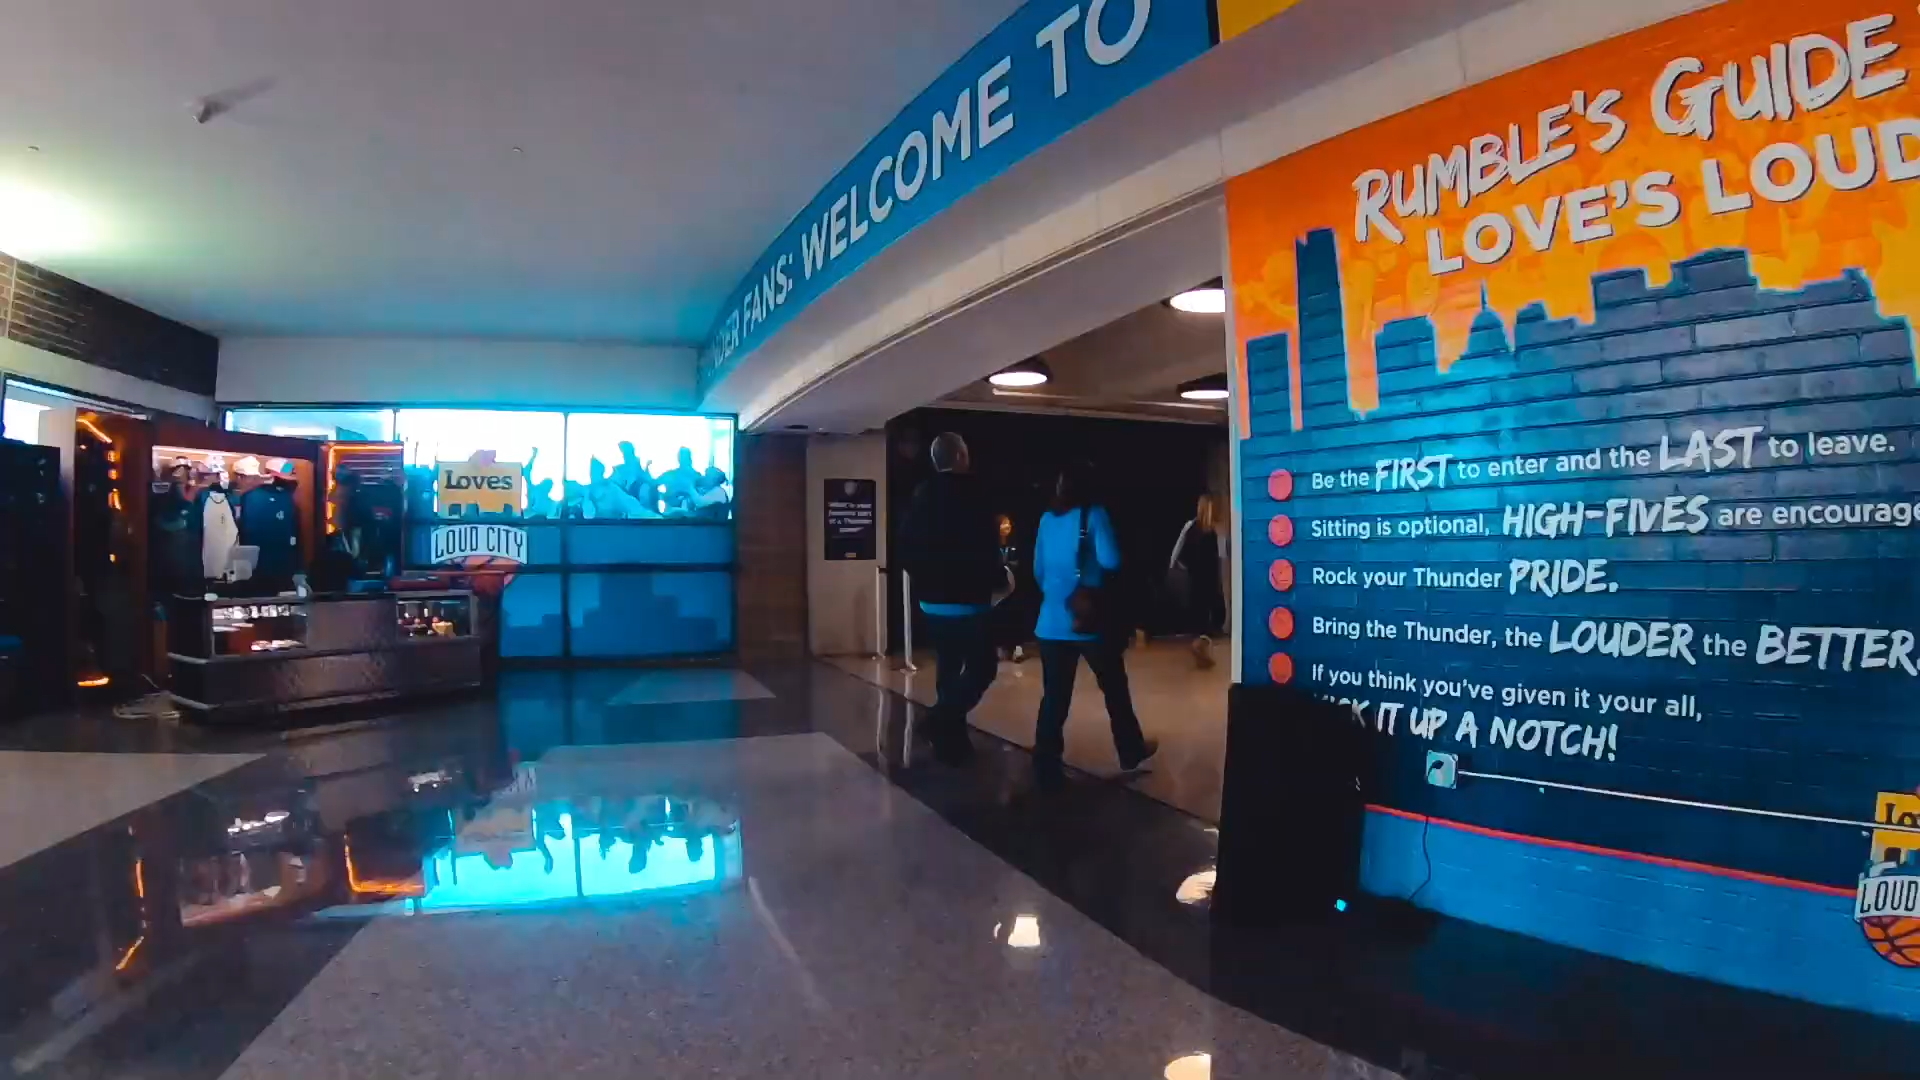 FANS: WELCOME TO
RUMBLE'S GUIDE
LOVE'S LOUD
Loves
LOUD CITY
Be the FIRST to enter and the LAST to leave.
Sitting is optional, HIGH-FIVES are encourage
Rock your Thunder PRIDE.
Bring the Thunder, the LOUDER the BETTER.
If you think you've given it your all,
IT UP A NOTCH!
LOUD